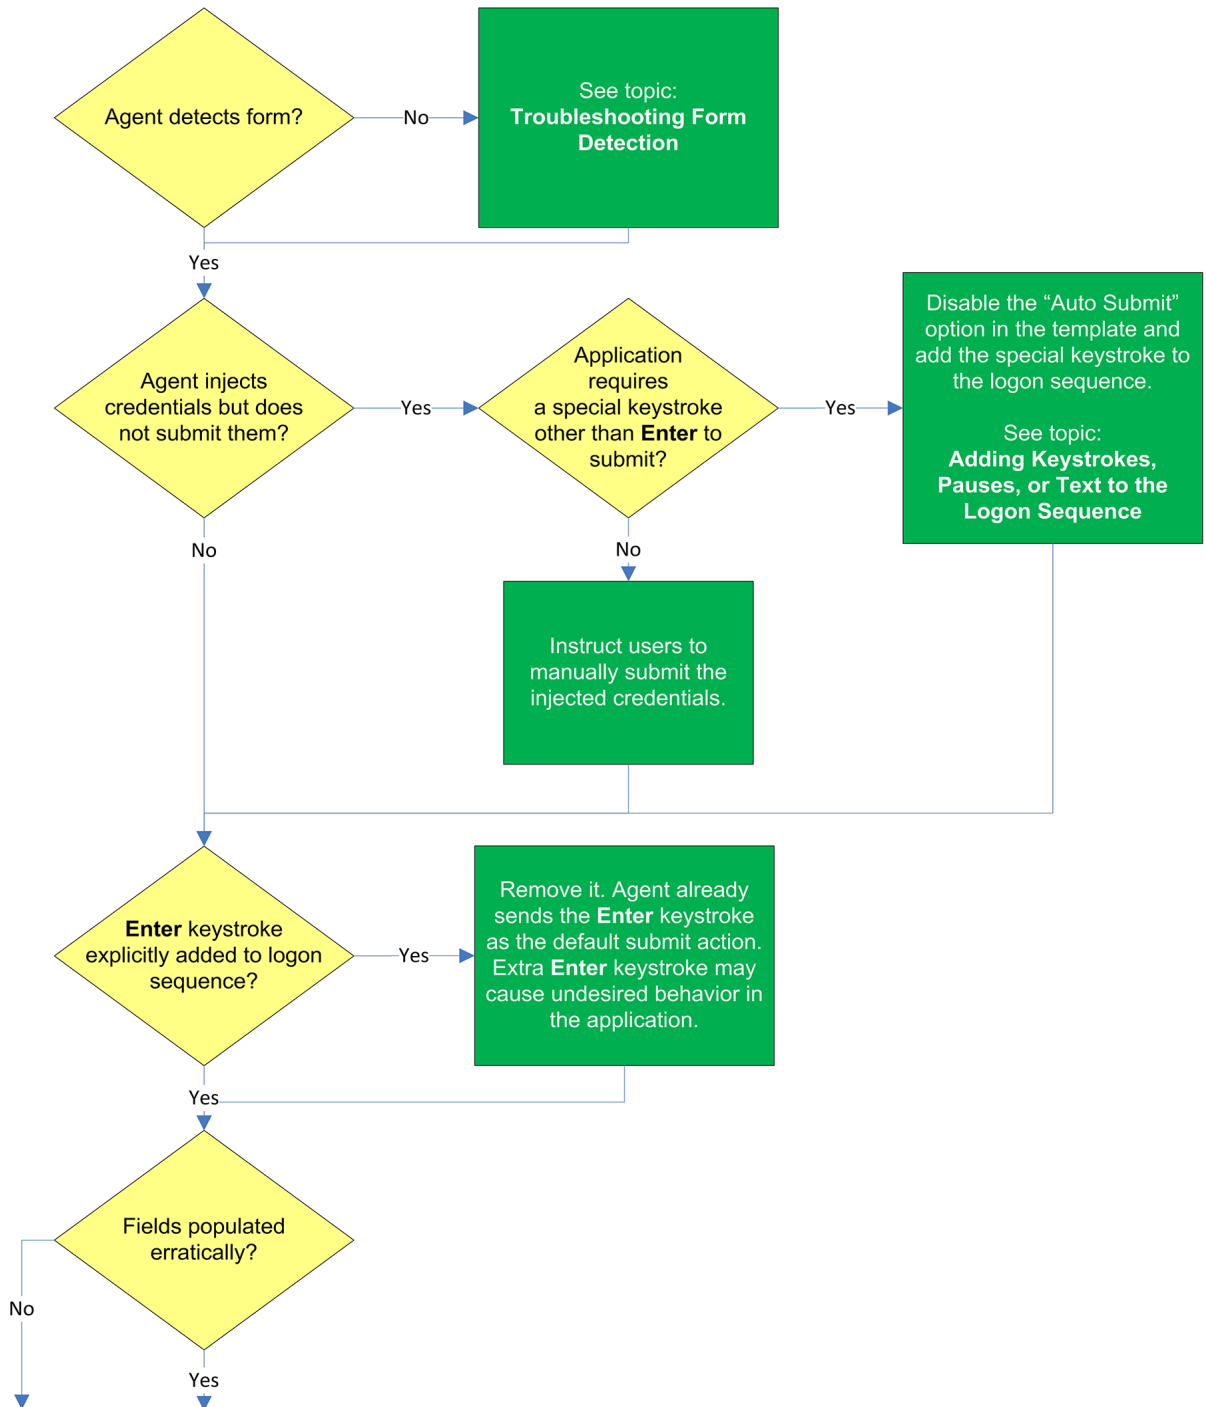 Agent detects form?
No
See topic:
Troubleshooting Form
Detection
Yes
Agent injects
credentials but does
not submit them?
Yes
Application
requires
a special keystroke
other than Enter to
submit?
Yes
Disable the “Auto Submit”
option in the template and
add the special keystroke to
the logon sequence.
See topic:
Adding Keystrokes,
Pauses, or Text to the
Logon Sequence
No
No
Instruct users to
manually submit the
injected credentials.
Enter keystroke
explicitly added to logon
sequence?
Yes
Remove it. Agent already
sends the Enter keystroke
as the default submit action.
Extra Enter keystroke may
cause undesired behavior in
the application.
Yes
Fields populated
erratically?
No
Yes